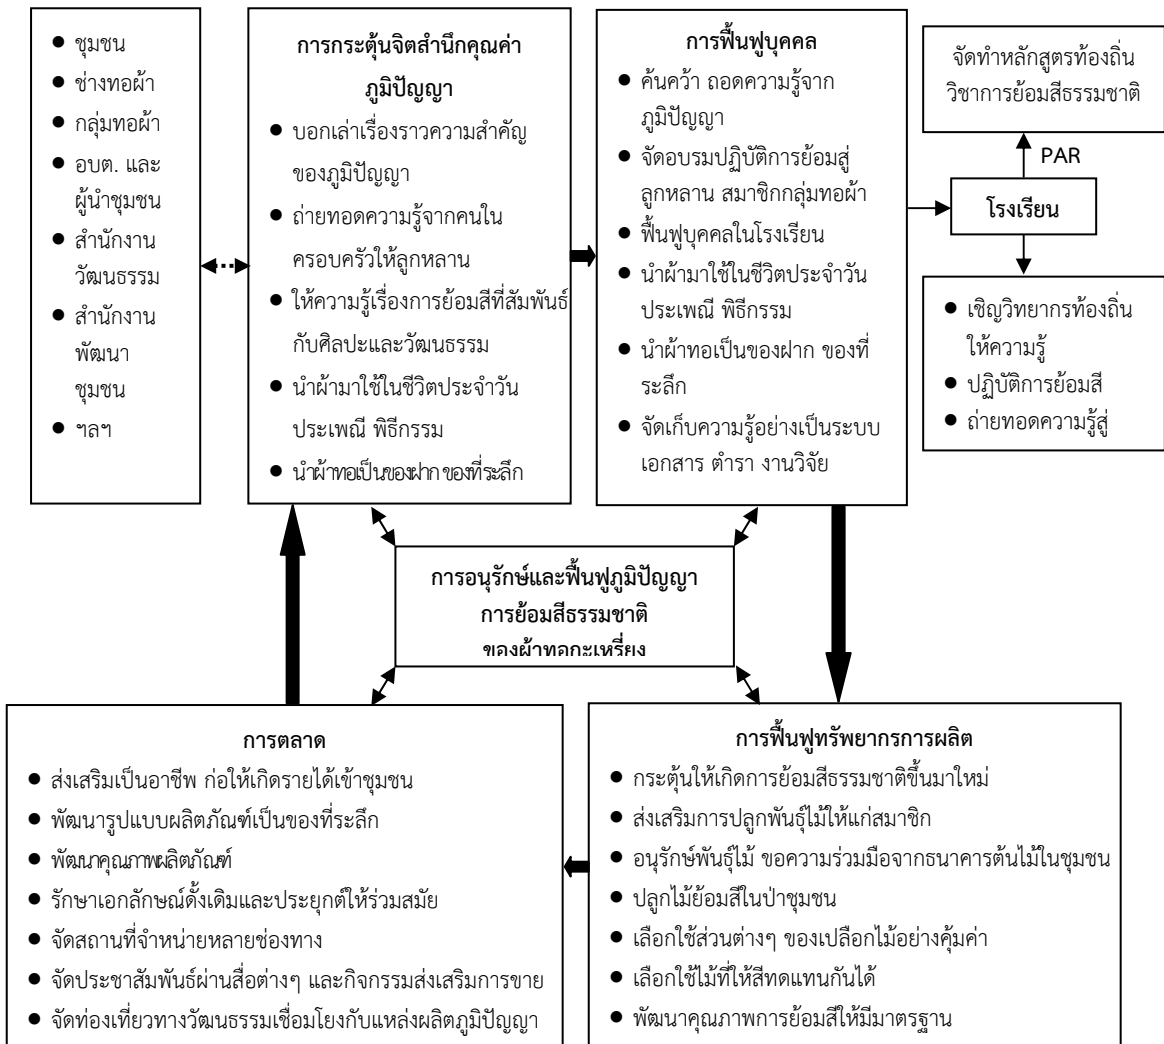 ● ชุมชน
● ช่างทอผ้า
● กลุ่มทอผ้า
● อบต. และ
ผู้นำชุมชน
● สำนักงาน
วัฒนธรรม
● สำนักงาน
พัฒนา
ชุมชน
● ฯลฯ
การกระตุ้นจิตสำนึกคุณค่า
ภูมิปัญญา
● บอกเล่าเรื่องราวความสำคัญ
ของภูมิปัญญา
● ถ่ายทอดความรู้จากคนใน
ครอบครัวให้ลูกหลาน
● ให้ความรู้เรื่องการย้อมสีที่สัมพันธ์
กับศิลปะและวัฒนธรรม
● นำผ้ามาใช้ในชีวิตประจำวัน
ประเพณี พิธีกรรม
● นำผ้าทอเป็นของฝาก ของที่ระลึก
การฟื้นฟูบุคคล
● ค้นคว้า ถอดความรู้จาก
ภูมิปัญญา
● จัดอบรมปฏิบัติการย้อมสู่
ลูกหลาน สมาชิกกลุ่มทอผ้า
● ฟื้นฟูบุคคลในโรงเรียน
● นำผ้ามาใช้ในชีวิตประจำวัน
ประเพณี พิธีกรรม
● นำผ้าทอเป็นของฝาก ของที่
ระลึก
● จัดเก็บความรู้อย่างเป็นระบบ
เอกสาร ตำรา งานวิจัย
จัดทำหลักสูตรท้องถิ่น
วิชาการย้อมสีธรรมชาติ
PAR
โรงเรียน
● เชิญวิทยากรท้องถิ่น
ให้ความรู้
● ปฏิบัติการย้อมสี
● ถ่ายทอดความรู้สู่
การอนุรักษ์และฟื้นฟูภูมิปัญญา
การย้อมสีธรรมชาติ
ของผ้าทอกะเหรี่ยง
การตลาด
● ส่งเสริมเป็นอาชีพ ก่อให้เกิดรายได้เข้าชุมชน
● พัฒนารูปแบบผลิตภัณฑ์เป็นของที่ระลึก
● พัฒนาคุณภาพผลิตภัณฑ์
● รักษาเอกลักษณ์ดั้งเดิมและประยุกต์ให้ร่วมสมัย
● จัดสถานที่จำหน่ายหลายช่องทาง
● จัดประชาสัมพันธ์ผ่านสื่อต่างๆ และกิจกรรมส่งเสริมการขาย
● จัดท่องเที่ยวทางวัฒนธรรมเชื่อมโยงกับแหล่งผลิตภูมิปัญญา
การฟื้นฟูทรัพยากรการผลิต
● กระตุ้นให้เกิดการย้อมสีธรรมชาติขึ้นมาใหม่
● ส่งเสริมการปลูกพันธุ์ไม้ให้แก่สมาชิก
● อนุรักษ์พันธุ์ไม้ ขอความร่วมมือจากธนาคารต้นไม้ในชุมชน
● ปลูกไม้ย้อมสีในป่าชุมชน
● เลือกใช้ส่วนต่างๆ ของเปลือกไม้อย่างคุ้มค่า
● เลือกใช้ไม้ที่ให้สีทดแทนกันได้
● พัฒนาคุณภาพการย้อมสีให้มีมาตรฐาน